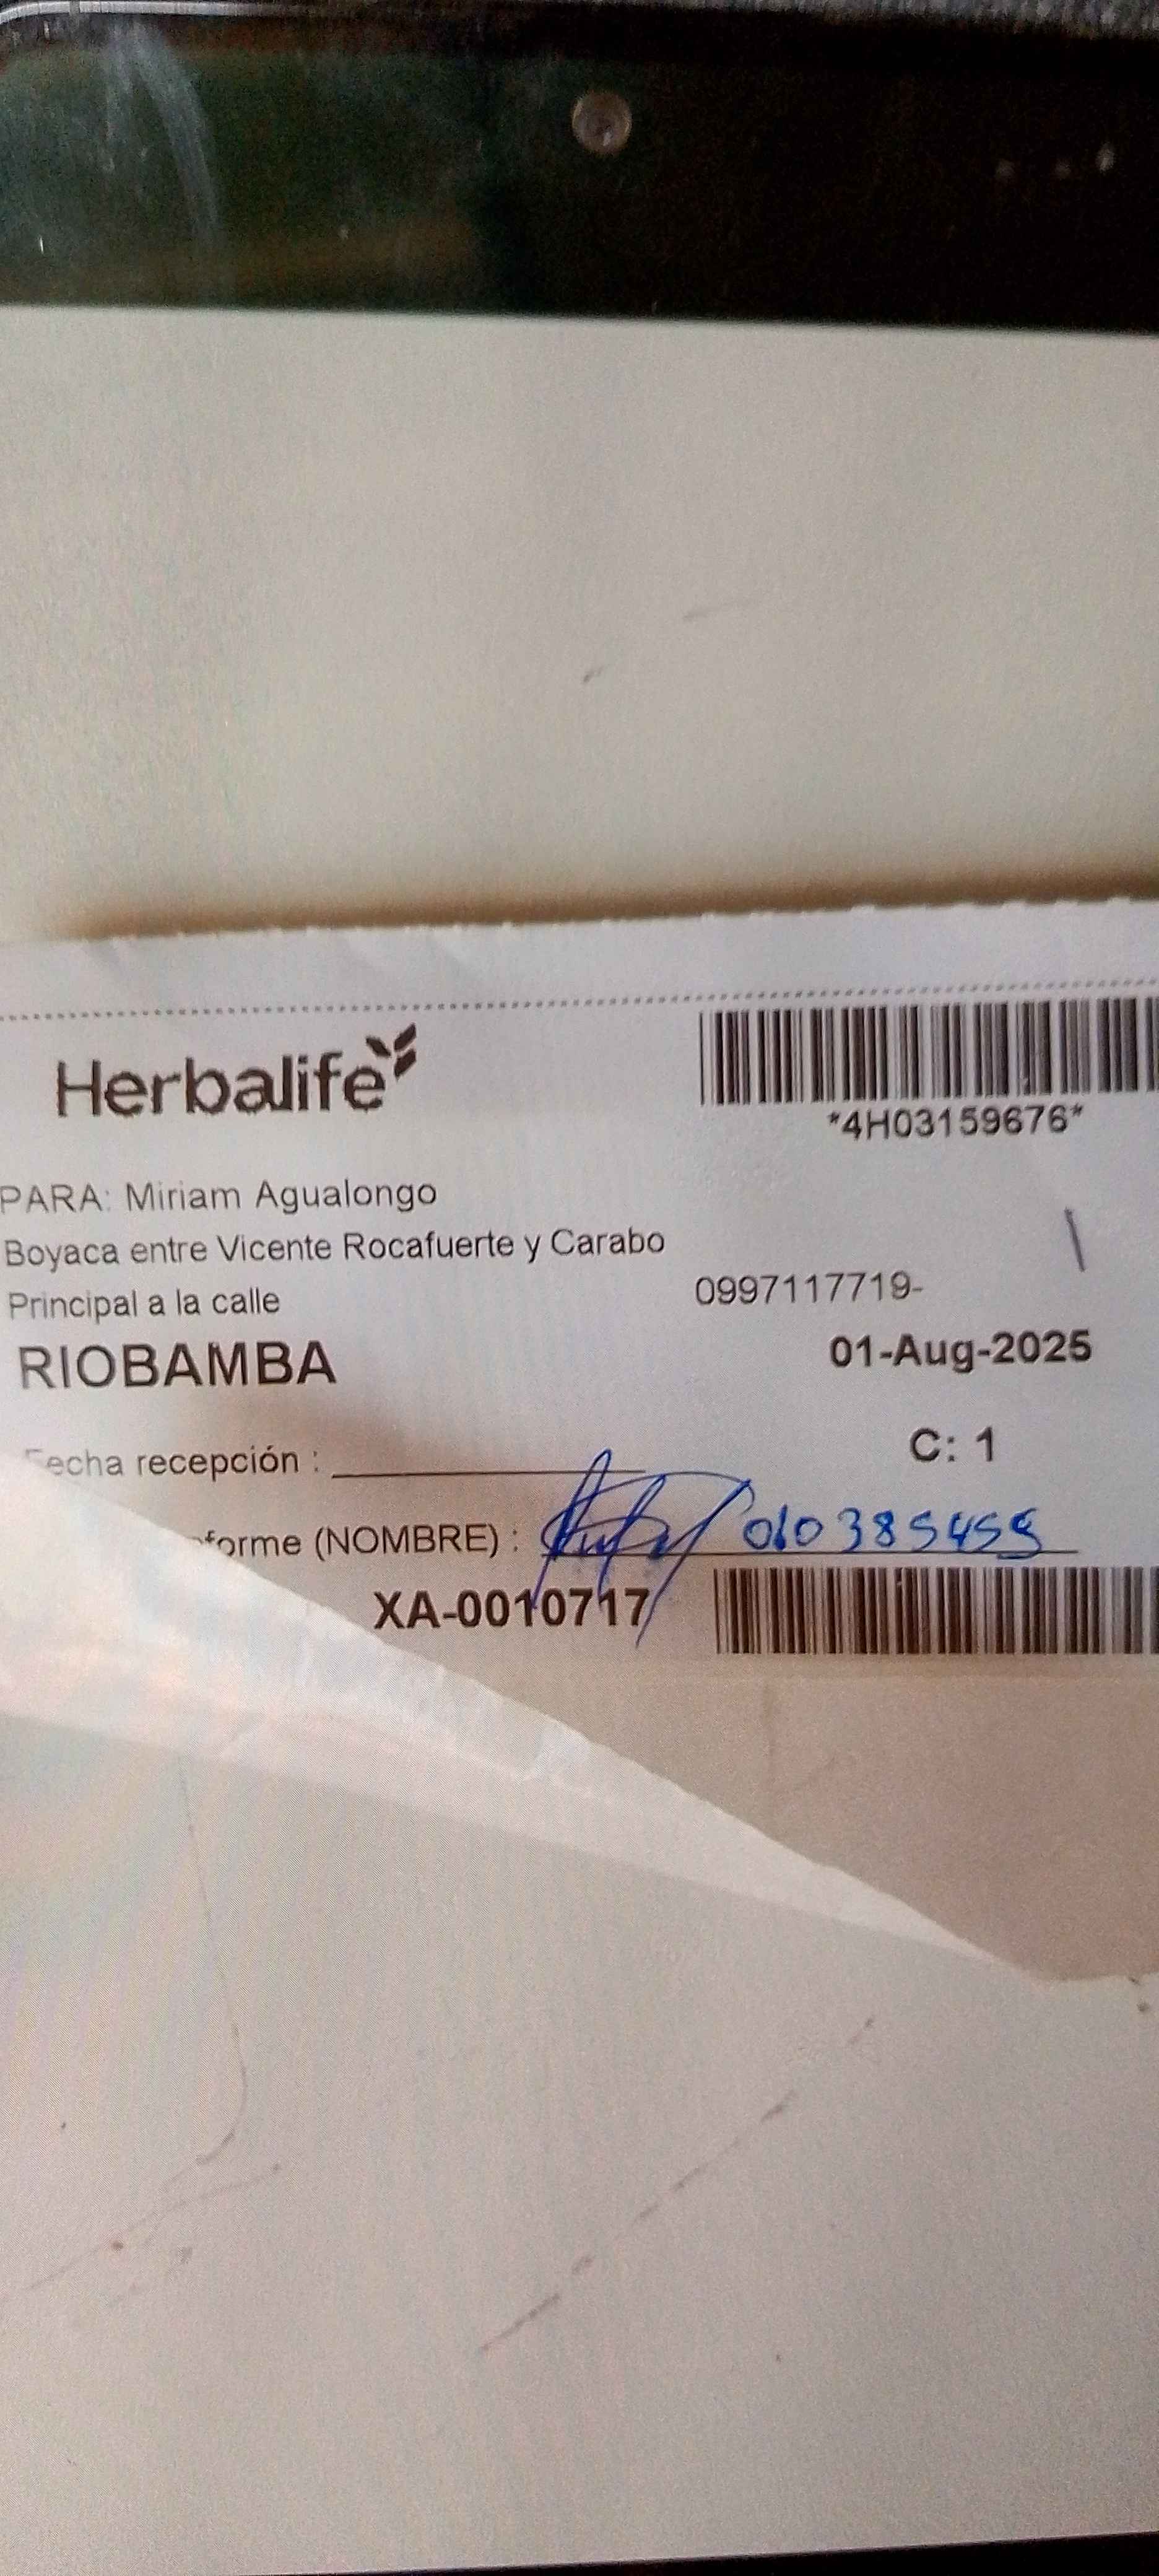 Herbalife
*4H03159676*
PARA: Miriam Agualongo
Boyaca entre Vicente Rocafuerte y Carabo
Principal a la calle
0997117719-
RIOBAMBA
01-Aug-2025
C: 1
echa recepción :
forme (NOMBRE) : 060385459
XA-0010717